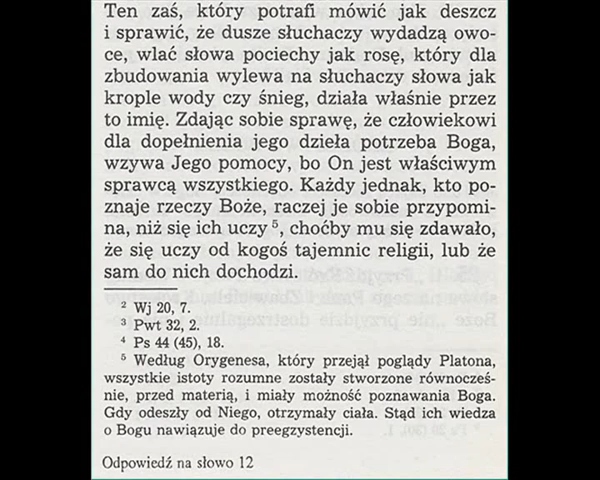 Ten zaś, który potrafi mówić jak deszcz
i sprawić, że dusze słuchaczy wydadzą owo-
ce, wlać słowa pociechy jak rosę, który dla
zbudowania wylewa na słuchaczy słowa jak
krople wody czy śnieg, działa właśnie przez
to imię. Zdając sobie sprawę, że człowiekowi
dla dopełnienia jego dzieła potrzeba Boga,
wzywa Jego pomocy, bo On jest właściwym
sprawcą wszystkiego. Każdy jednak, kto po-
znaje rzeczy Boże, raczej je sobie przypomi-
na, niż się ich uczy⁵, choćby mu się zdawało,
że się uczy od kogoś tajemnic religii, lub że
sam do nich dochodzi.
² Wj 20, 7.
³ Pwt 32, 2.
⁴ Ps 44 (45), 18.
⁵ Według Orygenesa, który przejął poglądy Platona,
wszystkie istoty rozumne zostały stworzone równocześ-
nie, przed materią, i miały możność poznawania Boga.
Gdy odeszły od Niego, otrzymały ciała. Stąd ich wiedza
o Bogu nawiązuje do preegzystencji.
Odpowiedź na słowo 12